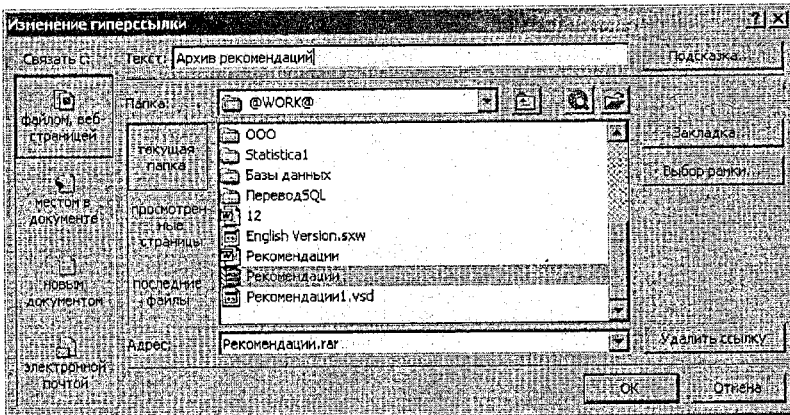 Изменение гиперссылки
Связать с:
Текст: Архив рекомендаций
Подсказка...
файлом, веб-
страницей
местом в
документе
новым
документом
электронной
почтой
Папка:
@WORK@
текущая
папка
просмотрен-
ные
страницы
последние
файлы
ООО
Statistica1
Базы данных
ПереводSQL
12
English Version.sxw
Рекомендации
Рекомендации
Рекомендации1.vsd
Закладка...
Выбор рамки...
Адрес:
Рекомендации.rar
Удалить ссылку
ОК
Отмена